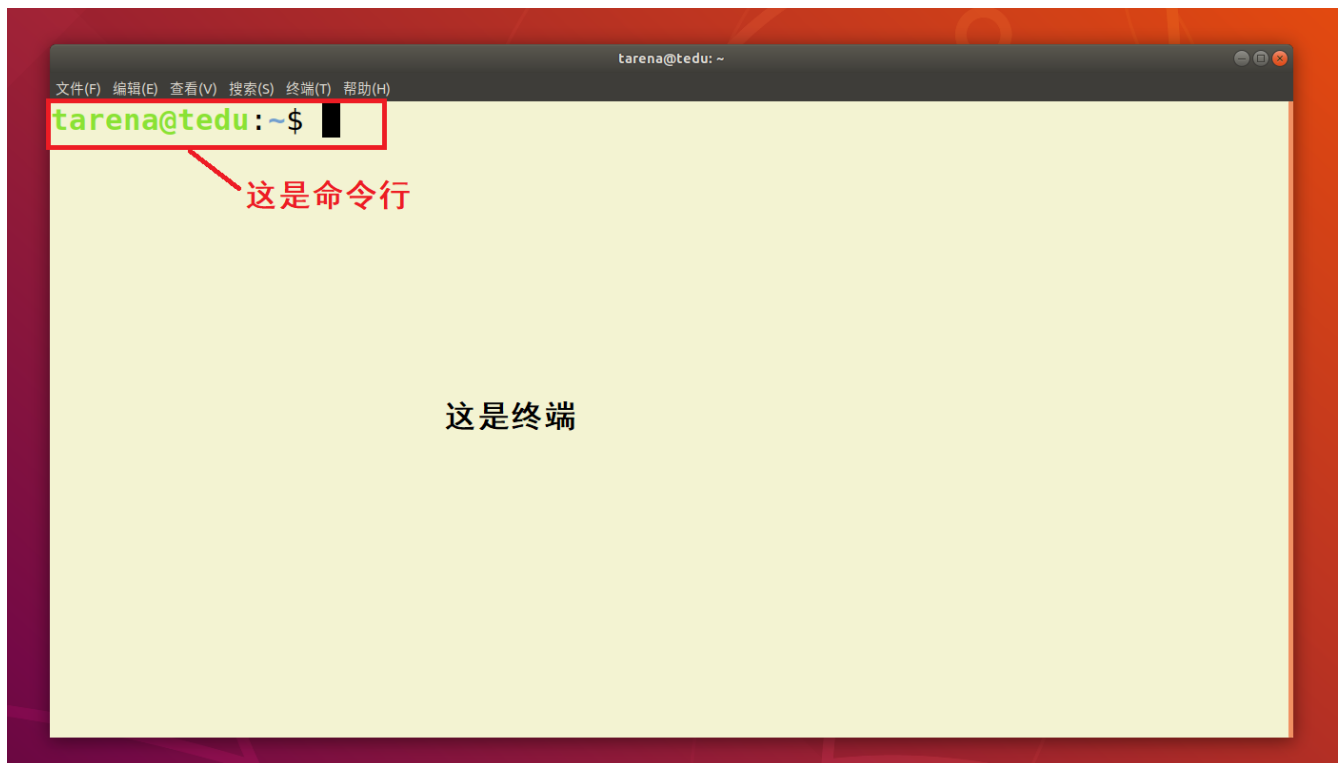 tarena@tedu: ~
文件(F) 编辑(E) 查看(V) 搜索(S) 终端(T) 帮助(H)
tarena@tedu:~$
这是命令行
这是终端